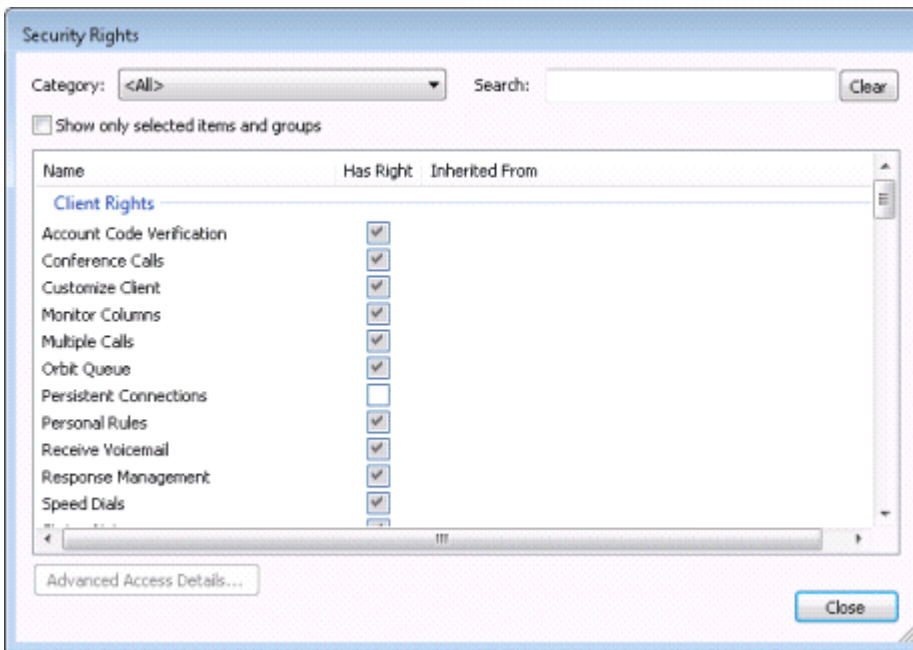 Security Rights
Category: <All> Search: Clear
Show only selected items and groups
Name Has Right Inherited From
Client Rights
Account Code Verification
Conference Calls
Customize Client
Monitor Columns
Multiple Calls
Orbit Queue
Persistent Connections
Personal Rules
Receive Voicemail
Response Management
Speed Dials
Advanced Access Details...
Close